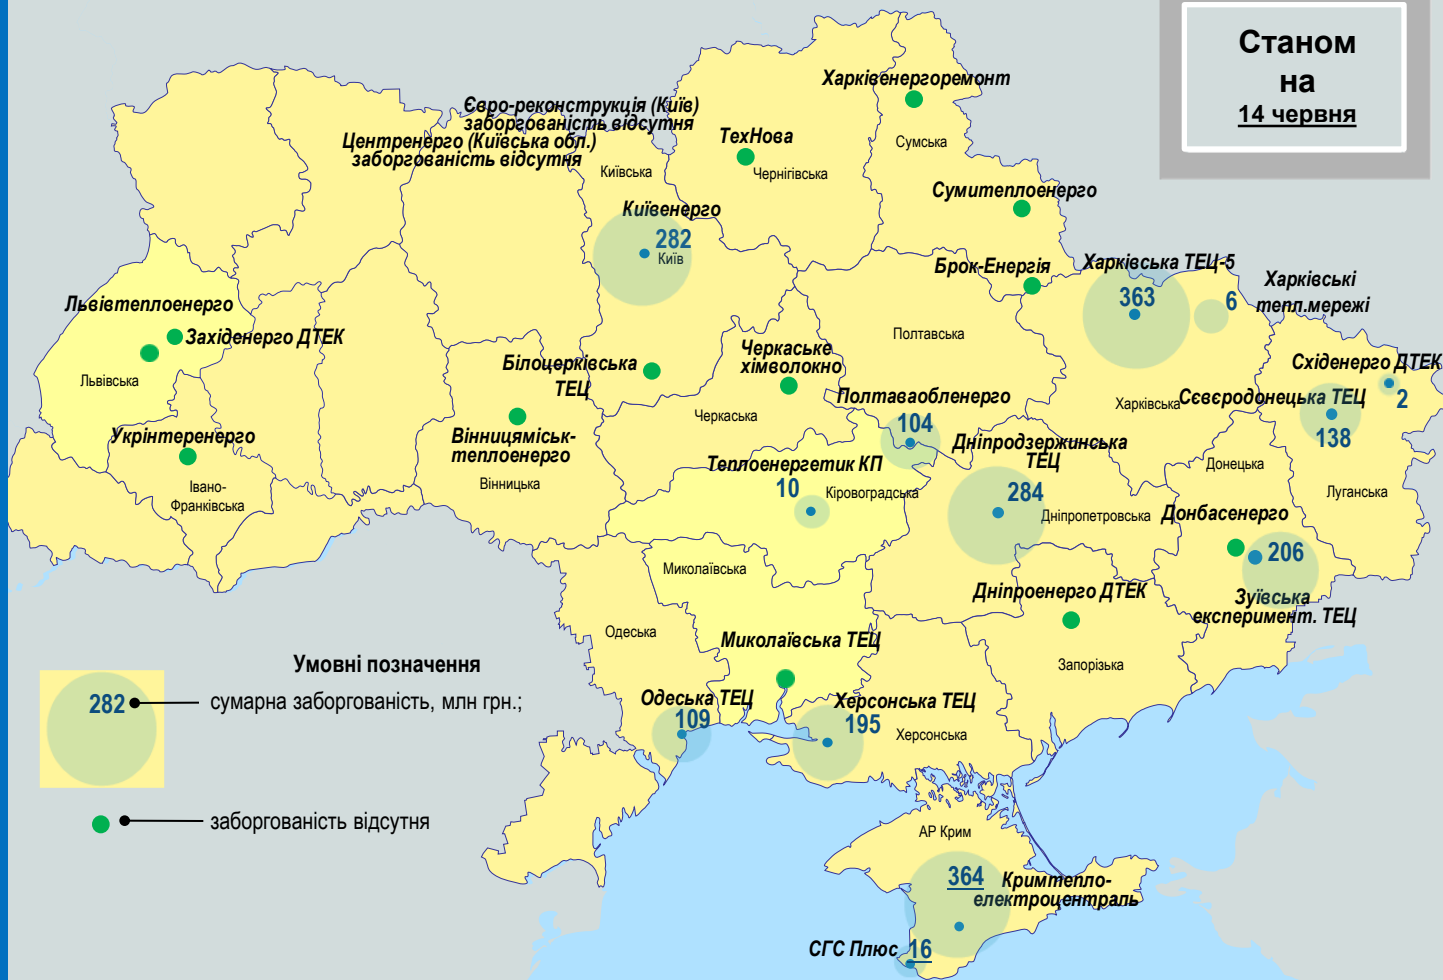 Станом
на
14 червня
Харківенергоремонт
Сумська
Євро-реконструкція (Київ)
заборгованість відсутня
Центренерго (Київська обл.)
заборгованість відсутня
ТехНова
Чернігівська
Київська
Сумитеплоенерго
Київенерго
282
Київ
Брок-Енергія
Харківська ТЕЦ-5
363
6
Харківські
тепл.мережі
Львівтеплоенерго
Західенерго ДТЕК
Львівська
Полтавська
Білоцерківська
ТЕЦ
Черкаське
хімволокно
Східенерго ДТЕК
2
Полтаваобленерго
104
Черкаська
Харківська
Сєвєродонецька ТЕЦ
138
Укрінтеренерго
Вінницяміськ-
теплоенерго
Вінницька
Дніпродзержинська
ТЕЦ
284
Теплоенергетик КП
10
Кіровоградська
Донецька
Луганська
Івано-
Франківська
Дніпропетровська
Донбасенерго
206
Зуївська
експеримент. ТЕЦ
Миколаївська
Дніпроенерго ДТЕК
Одеська
Миколаївська ТЕЦ
Запорізька
Умовні позначення
282
сумарна заборгованість, млн грн.;
заборгованість відсутня
Одеська ТЕЦ
109
Херсонська ТЕЦ
195
Херсонська
АР Крим
364
Кримтепло-
електроцентраль
СГС Плюс
16